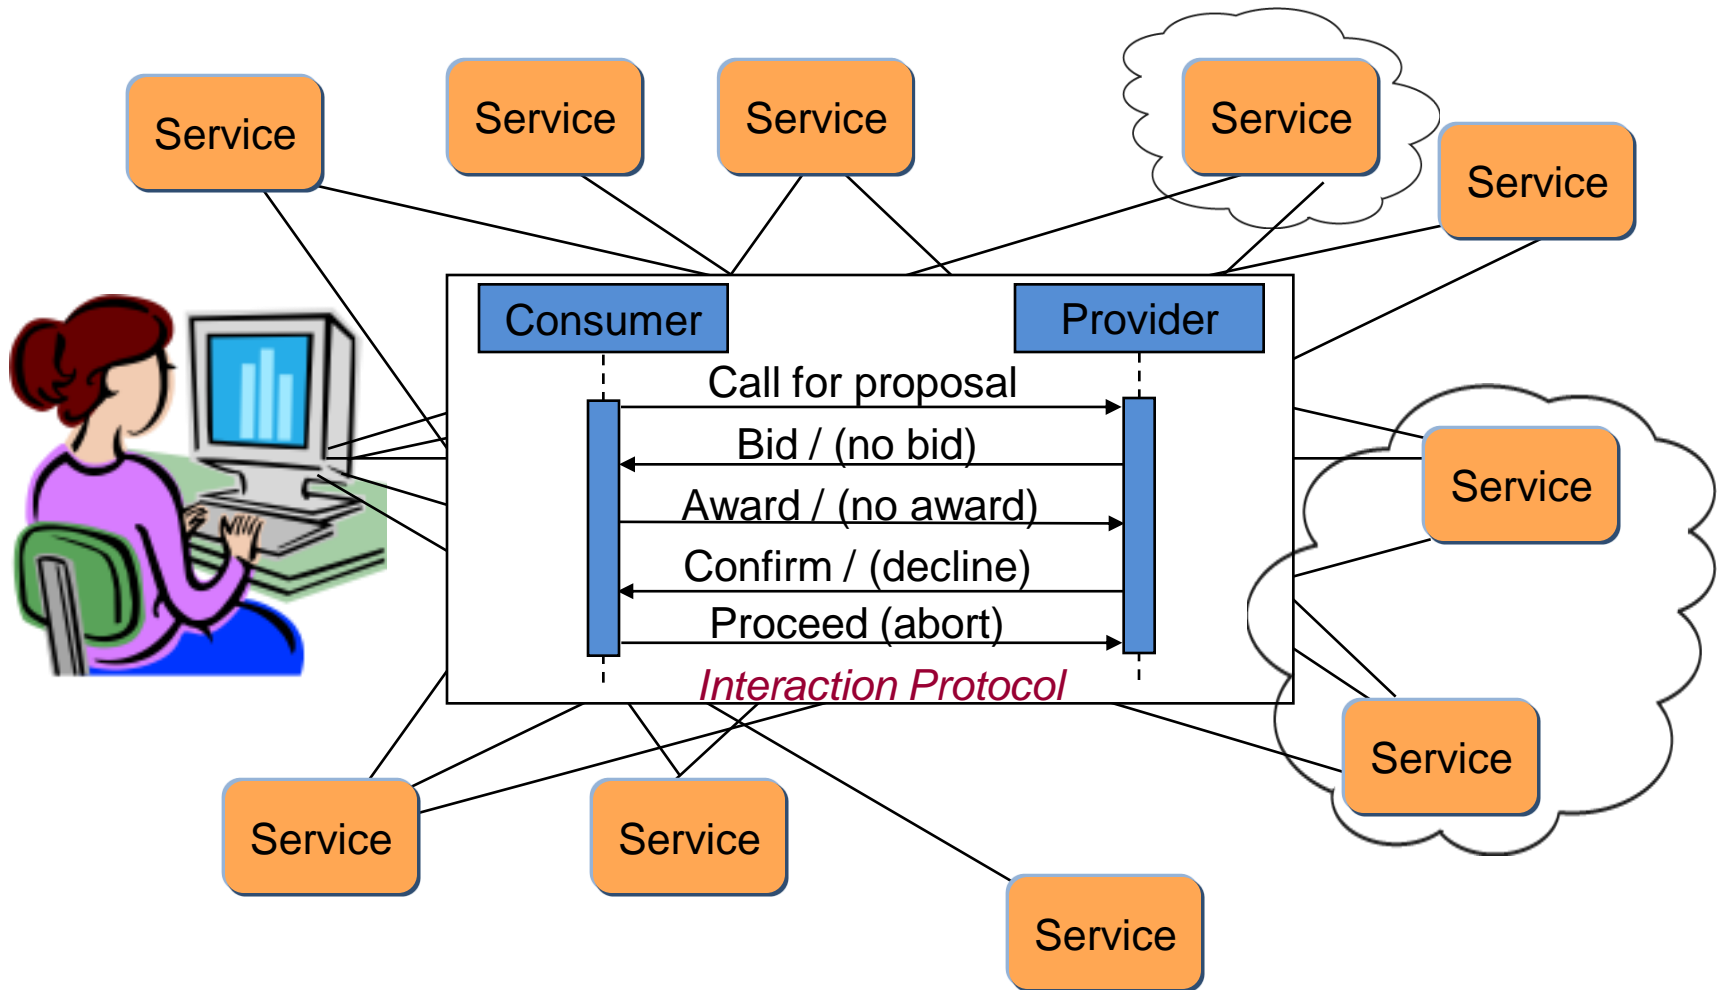 Service
Service
Service
Service
Service
Consumer
Provider
Call for proposal
Bid / (no bid)
Award / (no award)
Confirm / (decline)
Proceed (abort)
Interaction Protocol
Service
Service
Service
Service
Service